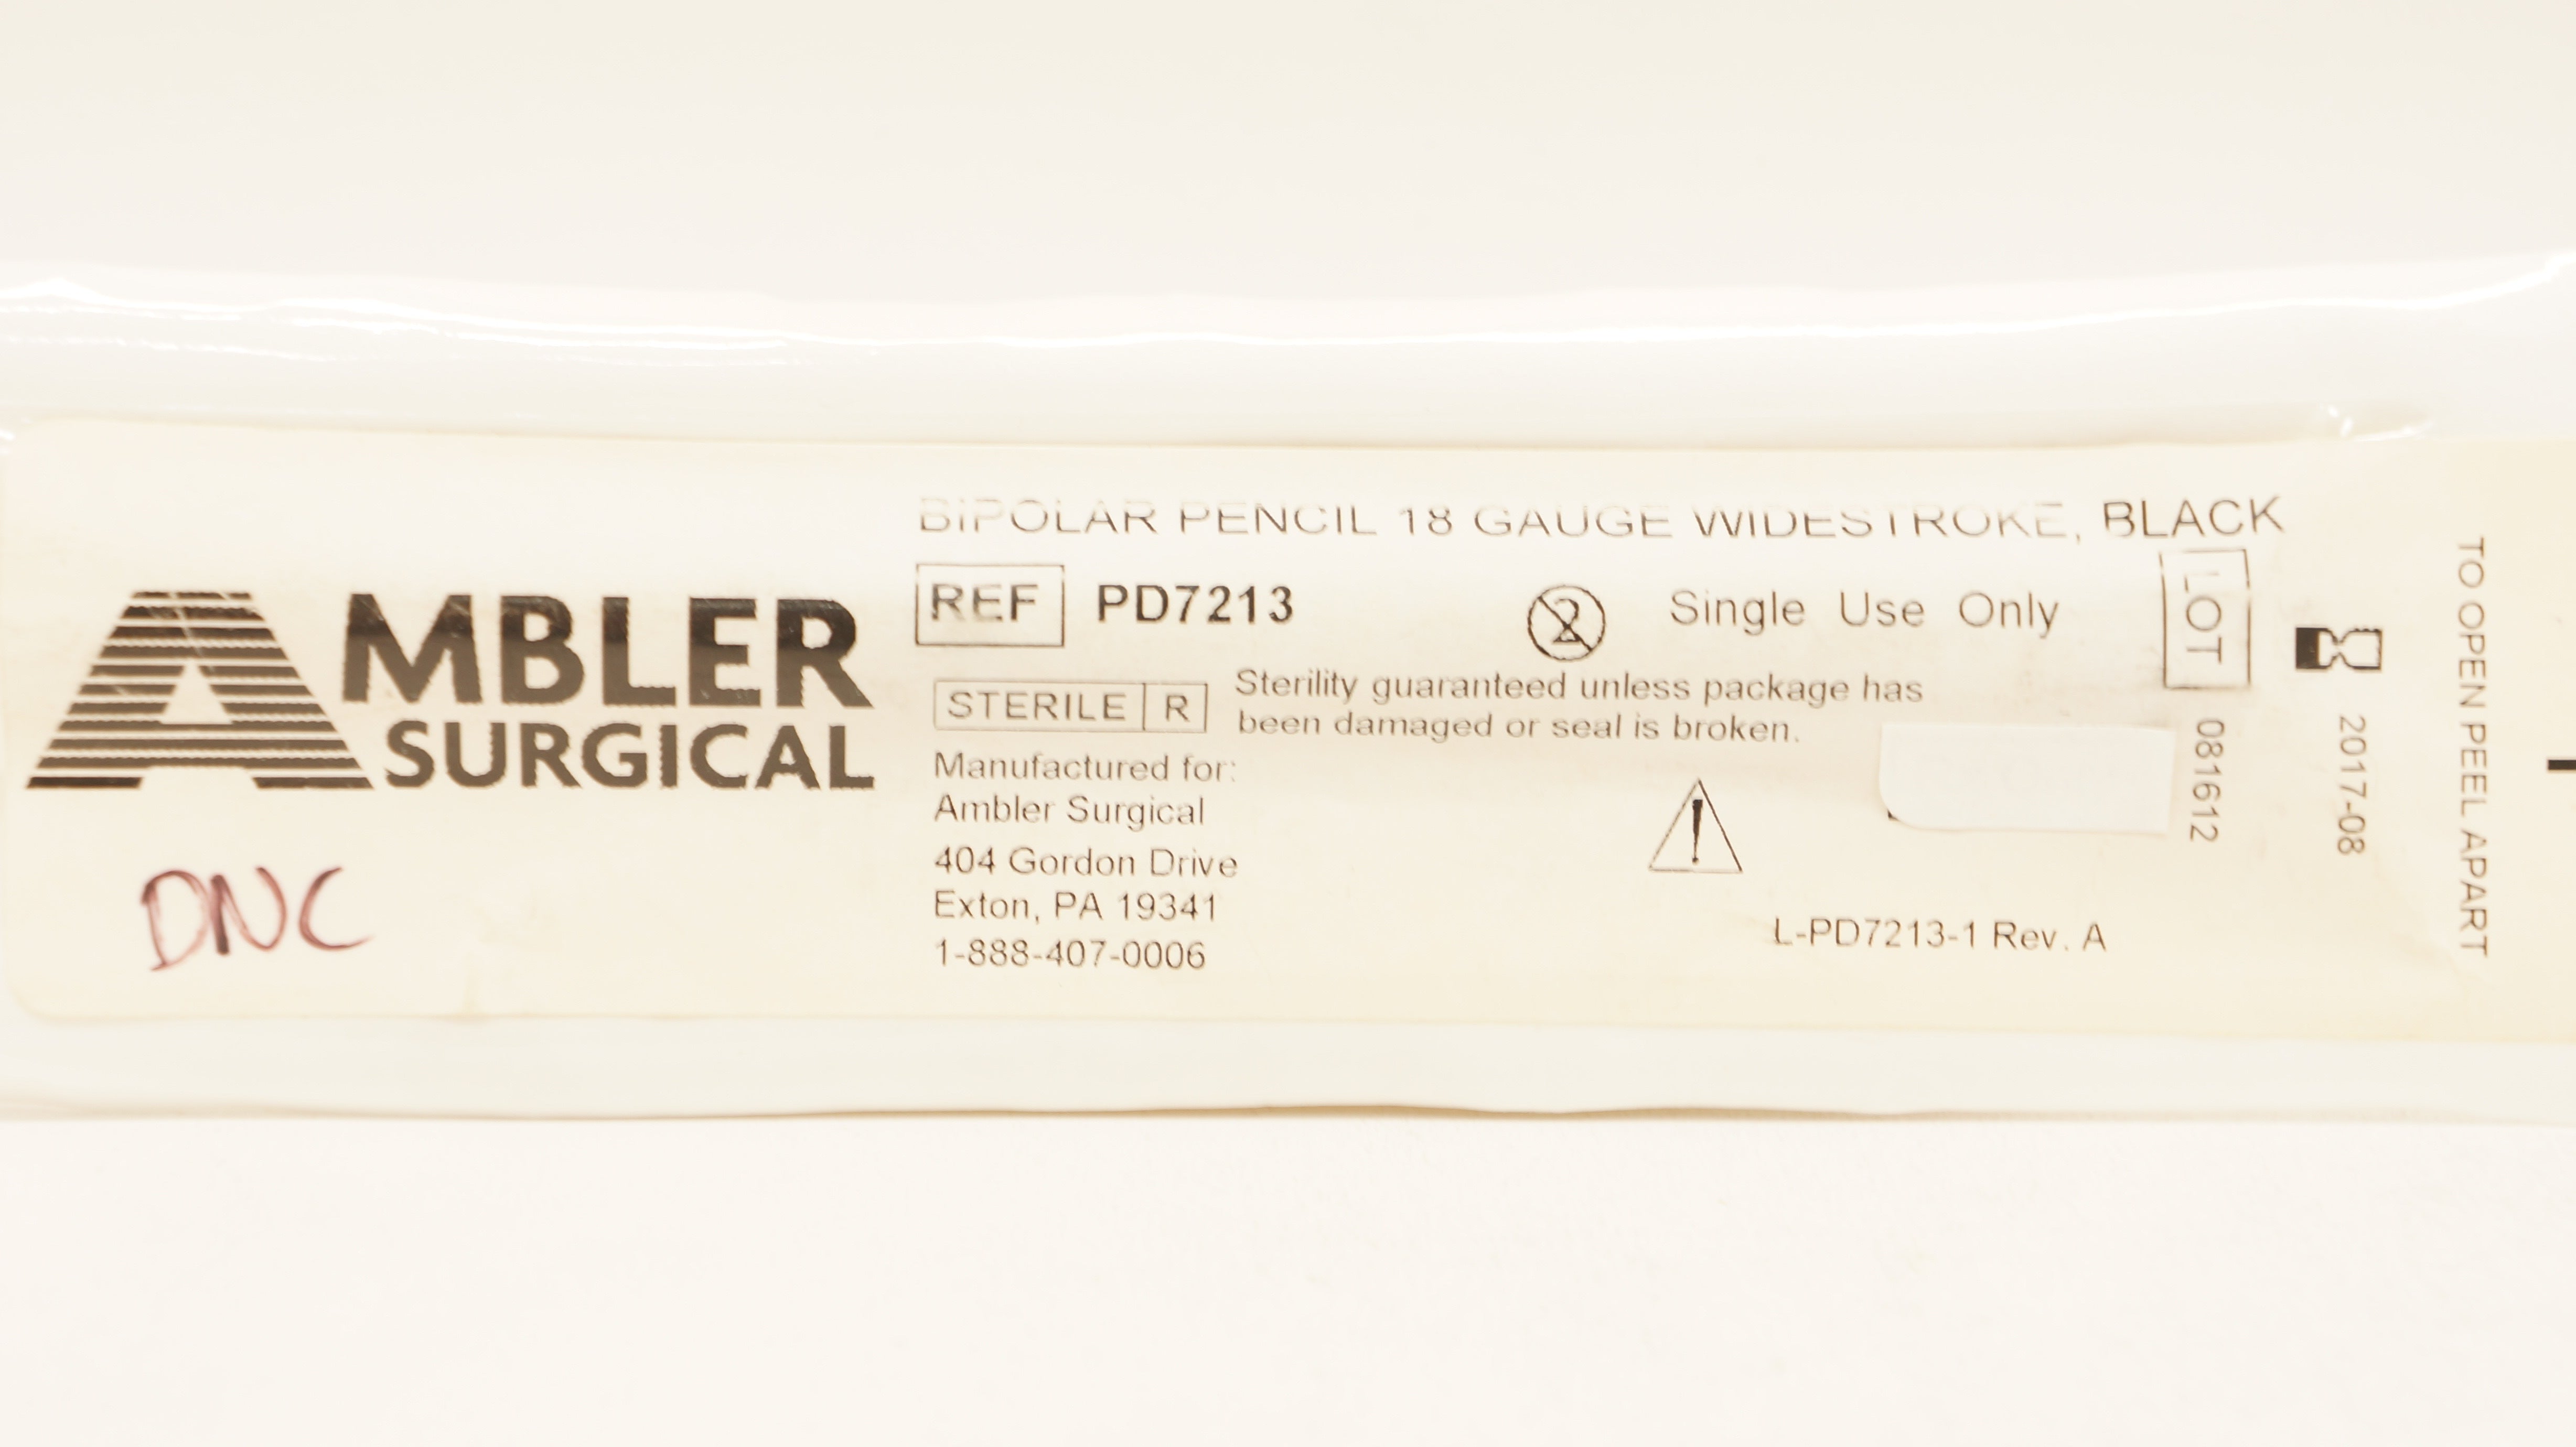 AMBLER
SURGICAL
DNC
BIPOLAR PENCIL 18 GAUGE WIDESTROKE, BLACK
REF PD7213
2 Single Use Only
STERILE R
Sterility guaranteed unless package has
been damaged or seal is broken.
Manufactured for:
Ambler Surgical
404 Gordon Drive
Exton, PA 19341
1-888-407-0006
!
L-PD7213-1 Rev. A
LOT 081612
2017-08
TO OPEN PEEL APART